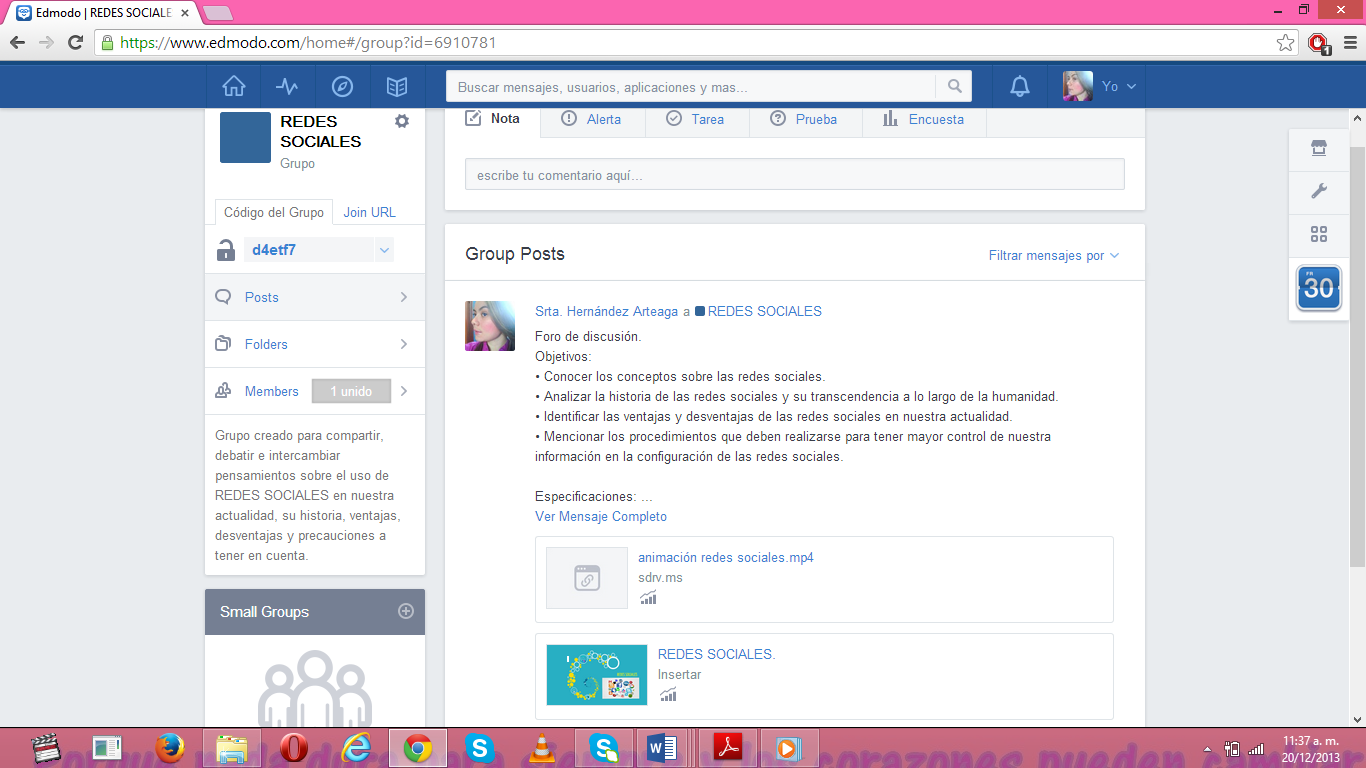 Edmodo | REDES SOCIALE
https://www.edmodo.com/home#/group?id=6910781
1
Buscar mensajes, usuarios, aplicaciones y mas...
Yo
REDES
SOCIALES
Grupo
Código del Grupo
Join URL
d4etf7
Posts
Folders
Members
1 unido
Grupo creado para compartir,
debatir e intercambiar
pensamientos sobre el uso de
REDES SOCIALES en nuestra
actualidad, su historia, ventajas,
desventajas y precauciones a
tener en cuenta.
Small Groups
Nota
Alerta
Tarea
Prueba
Encuesta
escribe tu comentario aquí...
Group Posts
Filtrar mensajes por
Srta. Hernández Arteaga a REDES SOCIALES
Foro de discusión.
Objetivos:
• Conocer los conceptos sobre las redes sociales.
• Analizar la historia de las redes sociales y su transcendencia a lo largo de la humanidad.
• Identificar las ventajas y desventajas de las redes sociales en nuestra actualidad.
• Mencionar los procedimientos que deben realizarse para tener mayor control de nuestra
información en la configuración de las redes sociales.
Especificaciones: ...
Ver Mensaje Completo
animación redes sociales.mp4
sdrv.ms
REDES SOCIALES.
Insertar
FR
30
corazones pueden
11:37 a. m.
20/12/2013